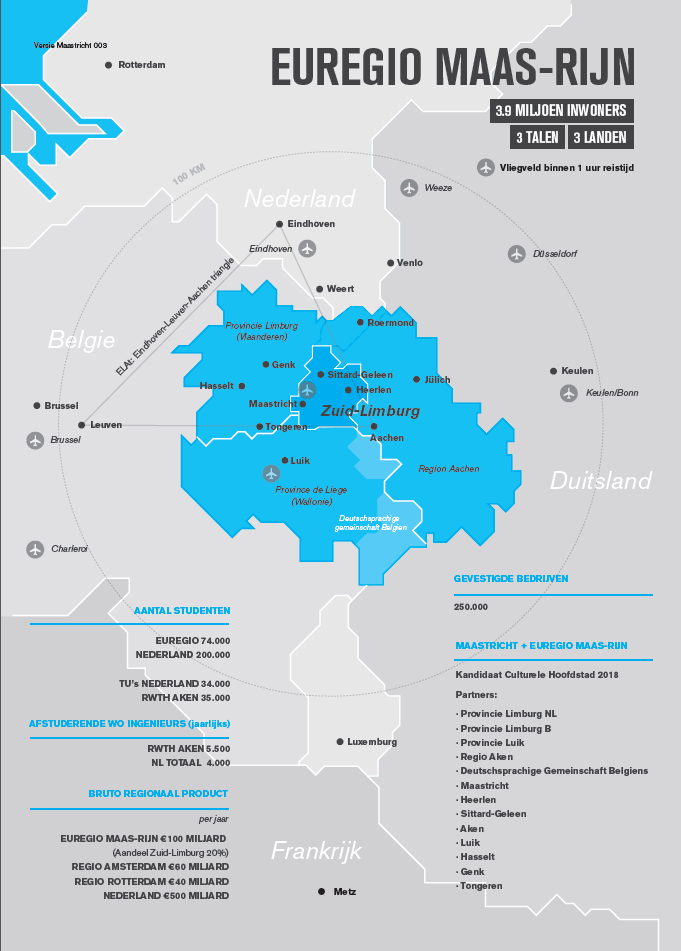 Versie Maastricht 003
Rotterdam
EUREGIO MAAS-RIJN
3.9 MILJOEN INWONERS
3 TALEN
3 LANDEN
Vliegveld binnen 1 uur reistijd
100 KM
Nederland
Weeze
Eindhoven
Eindhoven
Düsseldorf
Venlo
Weert
ELAt: Eindhoven-Leuven-Aachen triangle
Belgie
Provincie Limburg
(Vlaanderen)
Roermond
Genk
Sittard-Geleen
Jülich
Keulen
Hasselt
Heerlen
Keulen/Bonn
Brussel
Maastricht
Zuid-Limburg
Leuven
Tongeren
Brussel
Aachen
Luik
Region Aachen
Duitsland
Province de Liege
(Wallonie)
Deutschsprachige
gemeinschaft Belgien
Charleroi
AANTAL STUDENTEN
EUREGIO 74.000
NEDERLAND 200.000
TU's NEDERLAND 34.000
RWTH AKEN 35.000
AFSTUDERENDE WO INGENIEURS (jaarlijks)
RWTH AKEN 5.500
NL TOTAAL 4.000
BRUTO REGIONAAL PRODUCT
per jaar
EUREGIO MAAS-RIJN €100 MILJARD
(Aandeel Zuid-Limburg 20%)
REGIO AMSTERDAM €60 MILJARD
REGIO ROTTERDAM €40 MILJARD
NEDERLAND €500 MILJARD
Luxemburg
Frankrijk
Metz
GEVESTIGDE BEDRIJVEN
250.000
MAASTRICHT + EUREGIO MAAS-RIJN
Kandidaat Culturele Hoofdstad 2018
Partners:
· Provincie Limburg NL
· Provincie Limburg B
· Provincie Luik
· Regio Aken
· Deutschsprachige Gemeinschaft Belgiens
· Maastricht
· Heerlen
· Sittard-Geleen
· Aken
· Luik
· Hasselt
· Genk
· Tongeren